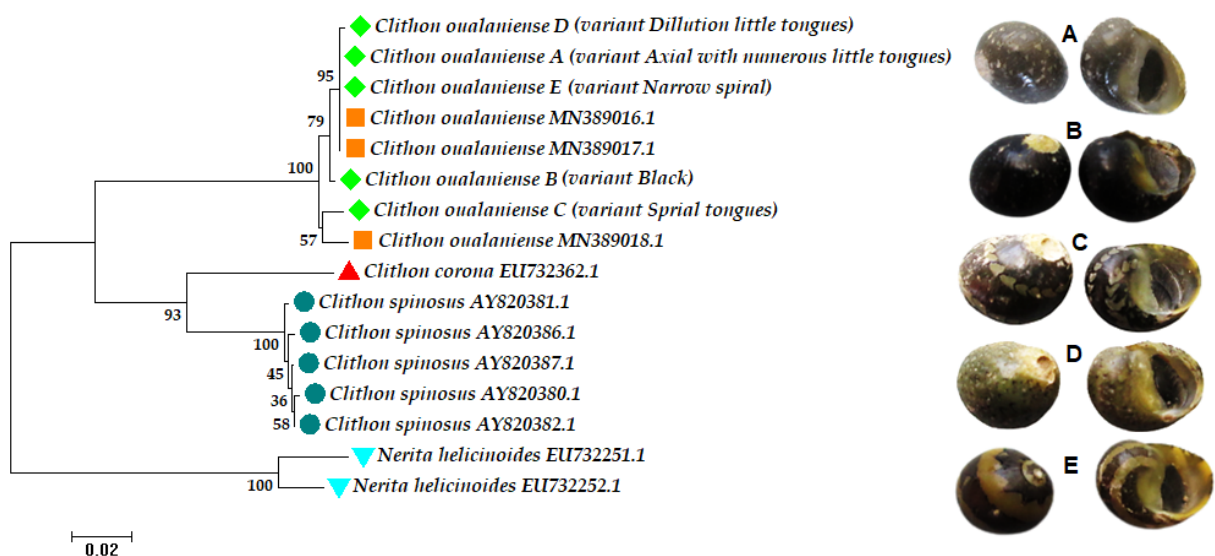 Clithon oualaniense D (variant Dillution little tongues)
Clithon oualaniense A (variant Axial with numerous little tongues)
95
Clithon oualaniense E (variant Narrow spiral)
Clithon oualaniense MN389016.1
79
Clithon oualaniense MN389017.1
100
Clithon oualaniense B (variant Black)
Clithon oualaniense C (variant Sprial tongues)
57
Clithon oualaniense MN389018.1
Clithon corona EU732362.1
93
Clithon spinosus AY820381.1
Clithon spinosus AY820386.1
100
Clithon spinosus AY820387.1
45
Clithon spinosus AY820380.1
36
Clithon spinosus AY820382.1
58
Nerita helicinoides EU732251.1
100
Nerita helicinoides EU732252.1
0.02
A
B
C
D
E